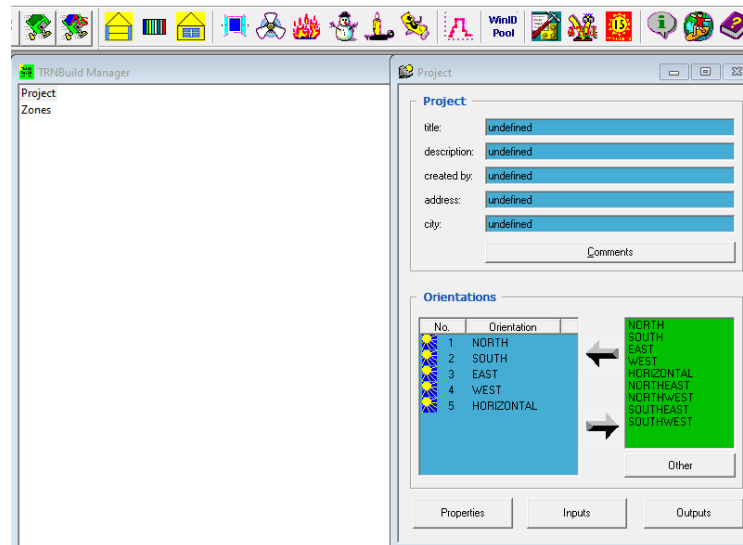 WinID
Pool
TRNBuild Manager
Project
Zones
Project
Project
title: undefined
description: undefined
created by: undefined
address: undefined
city: undefined
Comments
Orientations
No. Orientation
1 NORTH
2 SOUTH
3 EAST
4 WEST
5 HORIZONTAL
NORTH
SOUTH
EAST
WEST
HORIZONTAL
NORTHEAST
NORTHWEST
SOUTHEAST
SOUTHWEST
Other
Properties Inputs Outputs